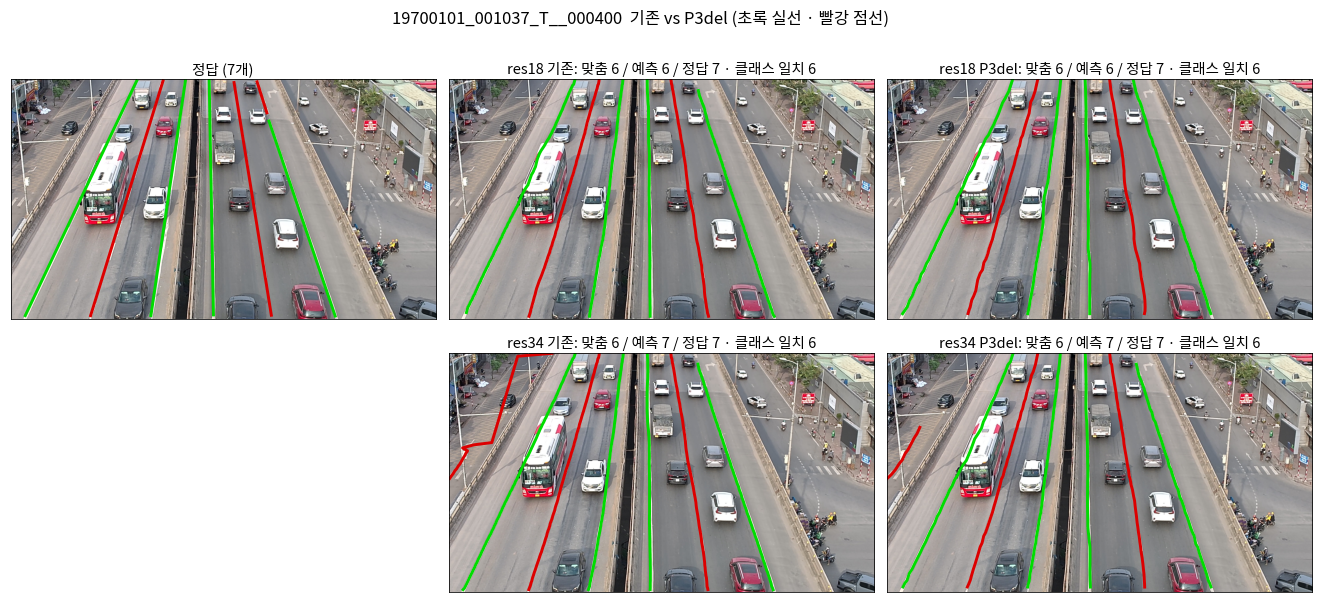 19700101_001037_T__000400  기존 vs P3del (초록 실선 · 빨강 점선)
정답 (7개)
res18 기존: 맞춤 6 / 예측 6 / 정답 7 · 클래스 일치 6
res18 P3del: 맞춤 6 / 예측 6 / 정답 7 · 클래스 일치 6
res34 기존: 맞춤 6 / 예측 7 / 정답 7 · 클래스 일치 6
res34 P3del: 맞춤 6 / 예측 7 / 정답 7 · 클래스 일치 6